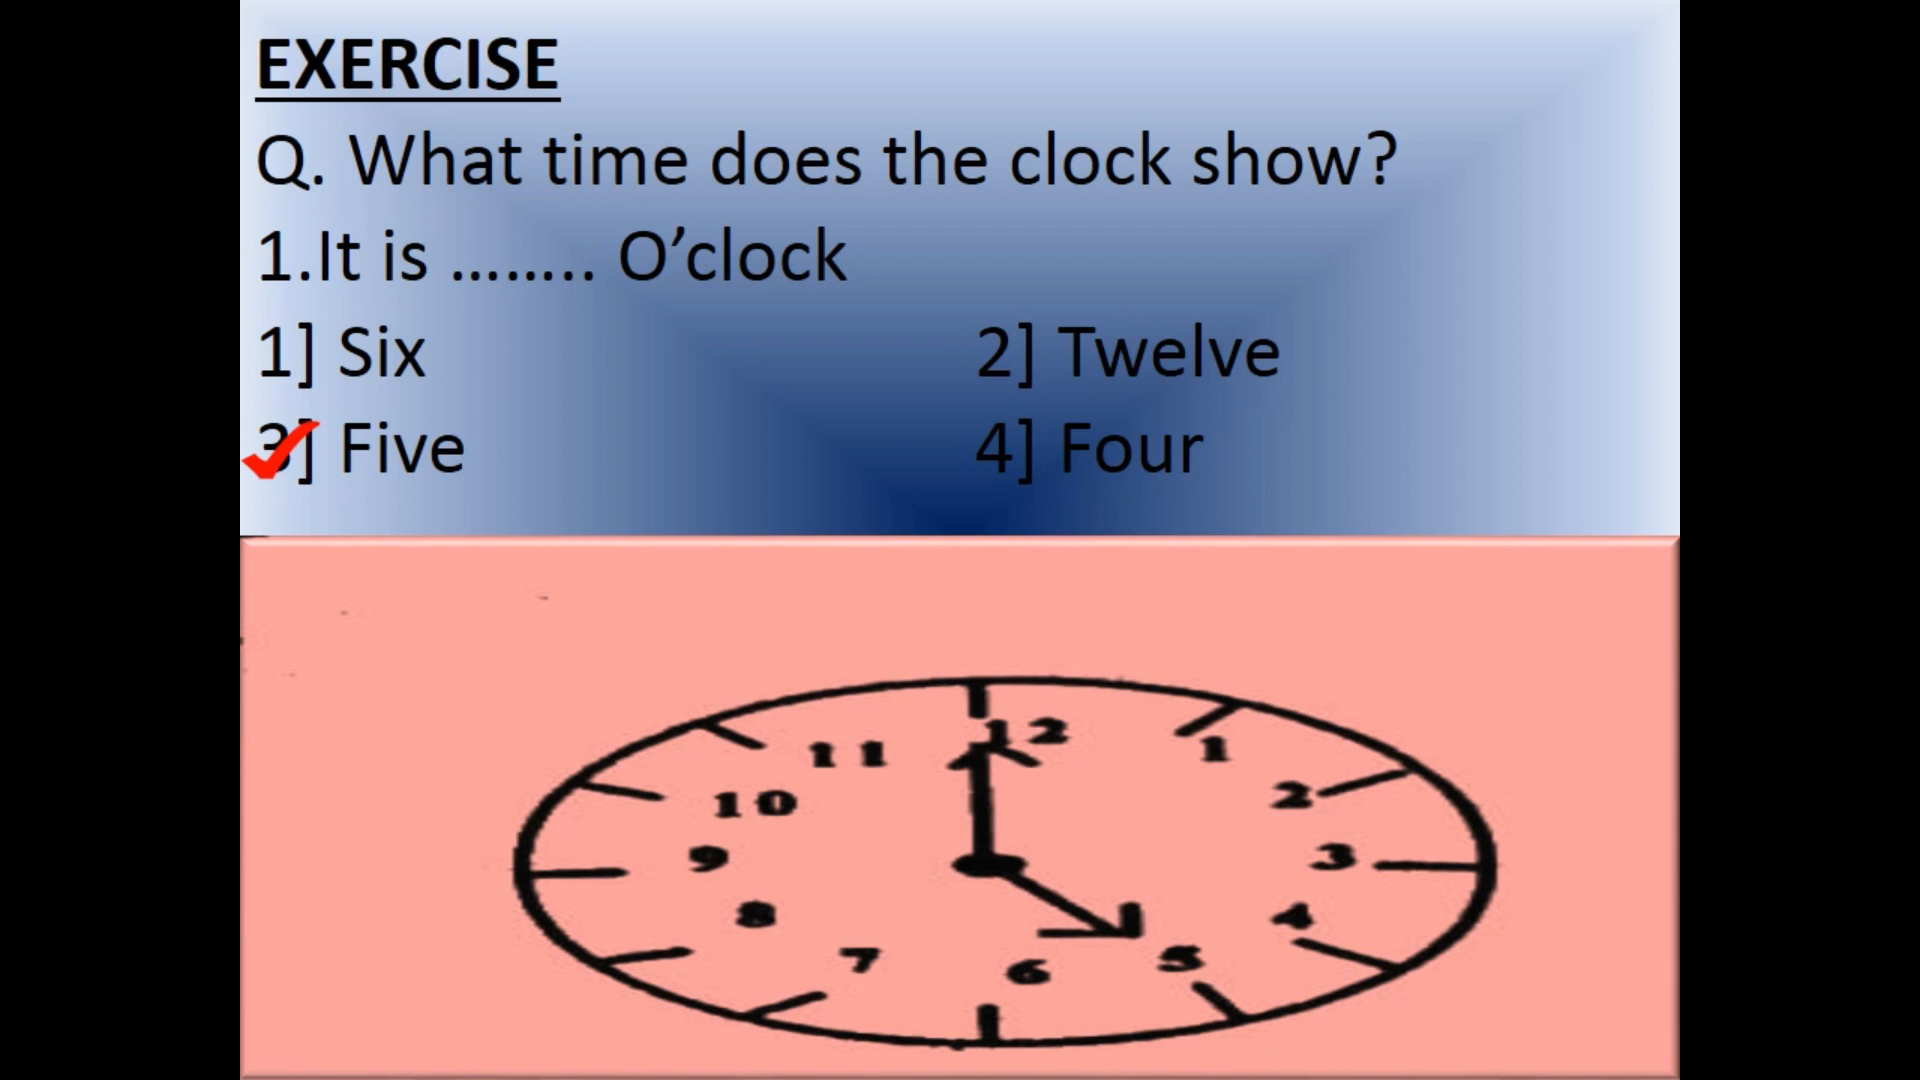 EXERCISE
Q. What time does the clock show?
1.It is …….. O’clock
1] Six 2] Twelve
3] Five 4] Four
12
11 1
10 2
9 3
8 4
7 5
6